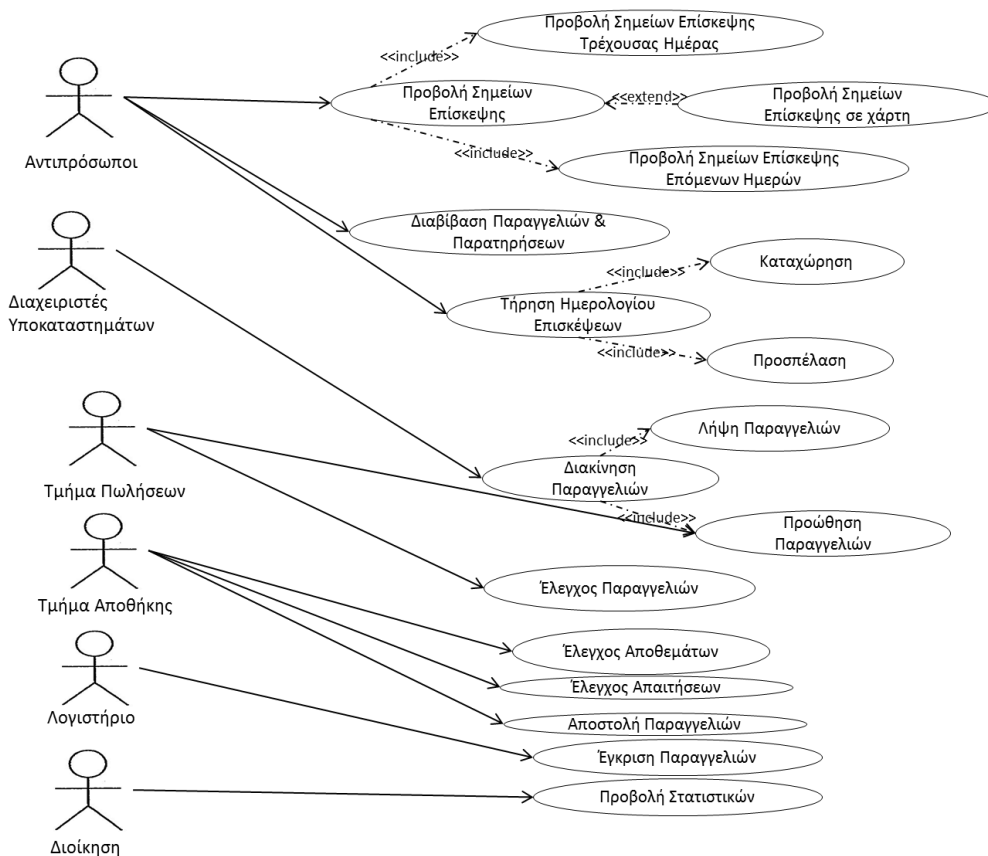 Προβολή Σημείων Επίσκεψης
Τρέχουσας Ημέρας
<<include>>
Προβολή Σημείων
Επίσκεψης
<<extend>>
Προβολή Σημείων
Επίσκεψης σε χάρτη
Αντιπρόσωποι
<<include>>
Προβολή Σημείων Επίσκεψης
Επόμενων Ημερών
Διαβίβαση Παραγγελιών &
Παρατηρήσεων
<<include>>
Καταχώρηση
Διαχειριστές
Υποκαταστημάτων
Τήρηση Ημερολογίου
Επισκέψεων
<<include>>
Προσπέλαση
<<include>>
Λήψη Παραγγελιών
Διακίνηση
Παραγγελιών
Τμήμα Πωλήσεων
<<include>>
Προώθηση
Παραγγελιών
Έλεγχος Παραγγελιών
Τμήμα Αποθήκης
Έλεγχος Αποθεμάτων
Έλεγχος Απαιτήσεων
Λογιστήριο
Αποστολή Παραγγελιών
Έγκριση Παραγγελιών
Προβολή Στατιστικών
Διοίκηση